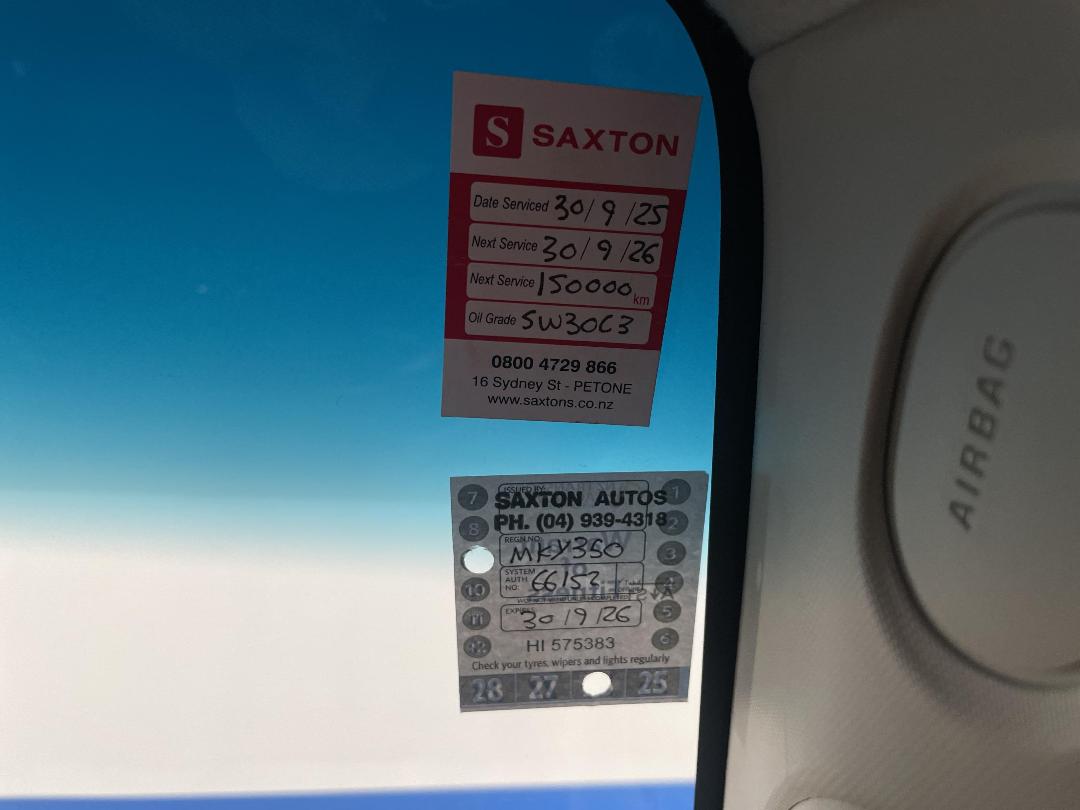 S SAXTON
Date Serviced 30/9/25
Next Service 30/9/26
Next Service 150000 km
Oil Grade 5W30C3
0800 4729 866
16 Sydney St - PETONE
www.saxtons.co.nz
ISSUED BY:
SAXTON AUTOS
PH. (04) 939-4318
REGN.NO. MKY350
SYSTEM AUTH NO: 66152
EXPIRES 30/9/26
HI 575383
Check your tyres, wipers and lights regularly
7 1
8 2
3
10 4
11 5
12 6
28 27 25
AIRBAG